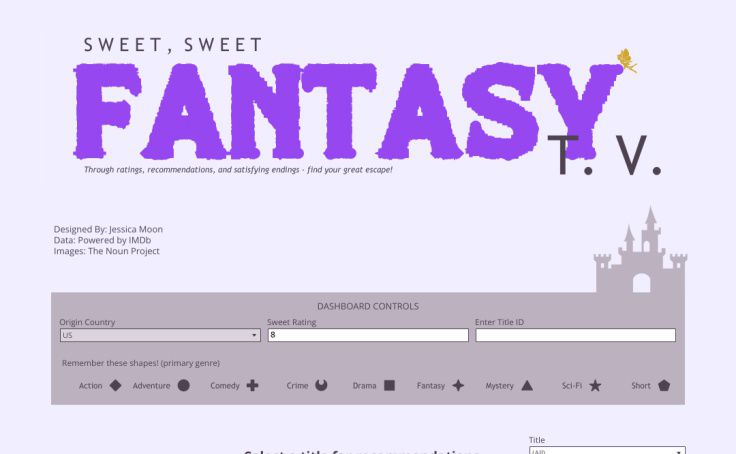 SWEET, SWEET
FANTASY
T. V.
Through ratings, recommendations, and satisfying endings - find your great escape!
Designed By: Jessica Moon
Data: Powered by IMDb
Images: The Noun Project
DASHBOARD CONTROLS
Origin Country Sweet Rating Enter Title ID
US 8
Remember these shapes! (primary genre)
Action Adventure Comedy Crime Drama Fantasy Mystery Sci-Fi Short
Title
Select a title for recommendations
(All)